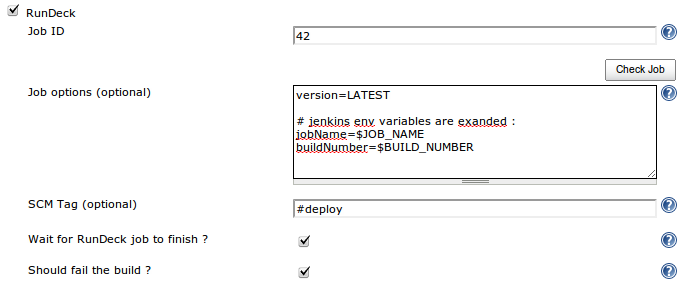 RunDeck
Job ID
42
Check Job
Job options (optional)
version=LATEST
# jenkins env variables are exanded :
jobName=$JOB_NAME
buildNumber=$BUILD_NUMBER
SCM Tag (optional)
#deploy
Wait for RunDeck job to finish ?
Should fail the build ?